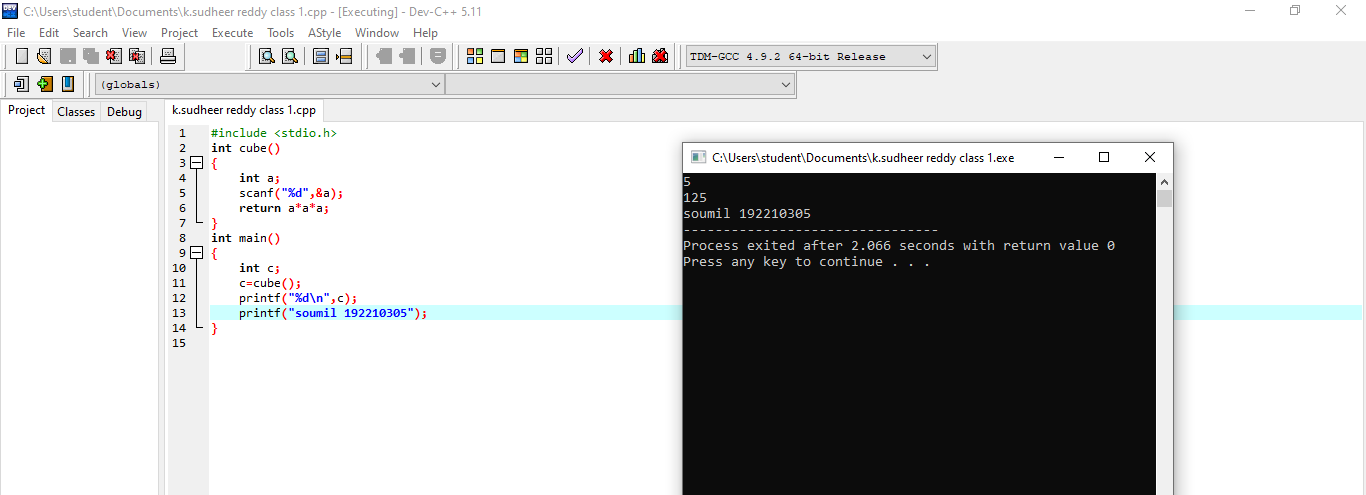 C:\Users\student\Documents\k.sudheer reddy class 1.cpp - [Executing] - Dev-C++ 5.11
File Edit Search View Project Execute Tools AStyle Window Help
TDM-GCC 4.9.2 64-bit Release
(globals)
Project Classes Debug
k.sudheer reddy class 1.cpp
1 #include <stdio.h>
2 int cube()
3 {
4 int a;
5 scanf("%d",&a);
6 return a*a*a;
7 }
8 int main()
9 {
10 int c;
11 c=cube();
12 printf("%d\n",c);
13 printf("soumil 192210305");
14 }
15
C:\Users\student\Documents\k.sudheer reddy class 1.exe
5
125
soumil 192210305
--------------------------------
Process exited after 2.066 seconds with return value 0
Press any key to continue . . .